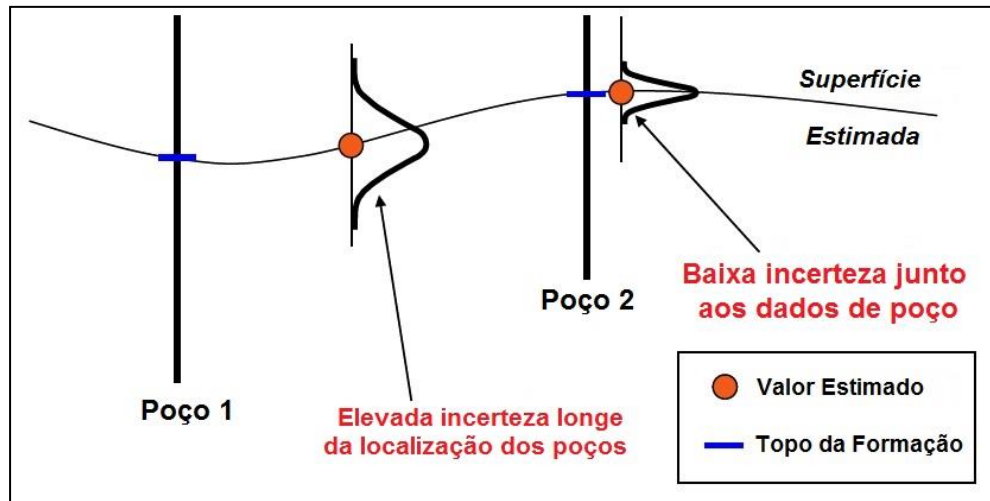 Superfície
Estimada
Baixa incerteza junto
aos dados de poço
Poço 2
Poço 1
Elevada incerteza longe
da localização dos poços
Valor Estimado
Topo da Formação